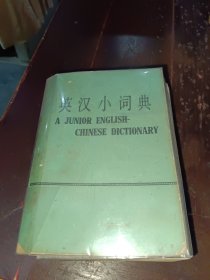 英汉小词典
A JUNIOR ENGLISH-
CHINESE DICTIONARY